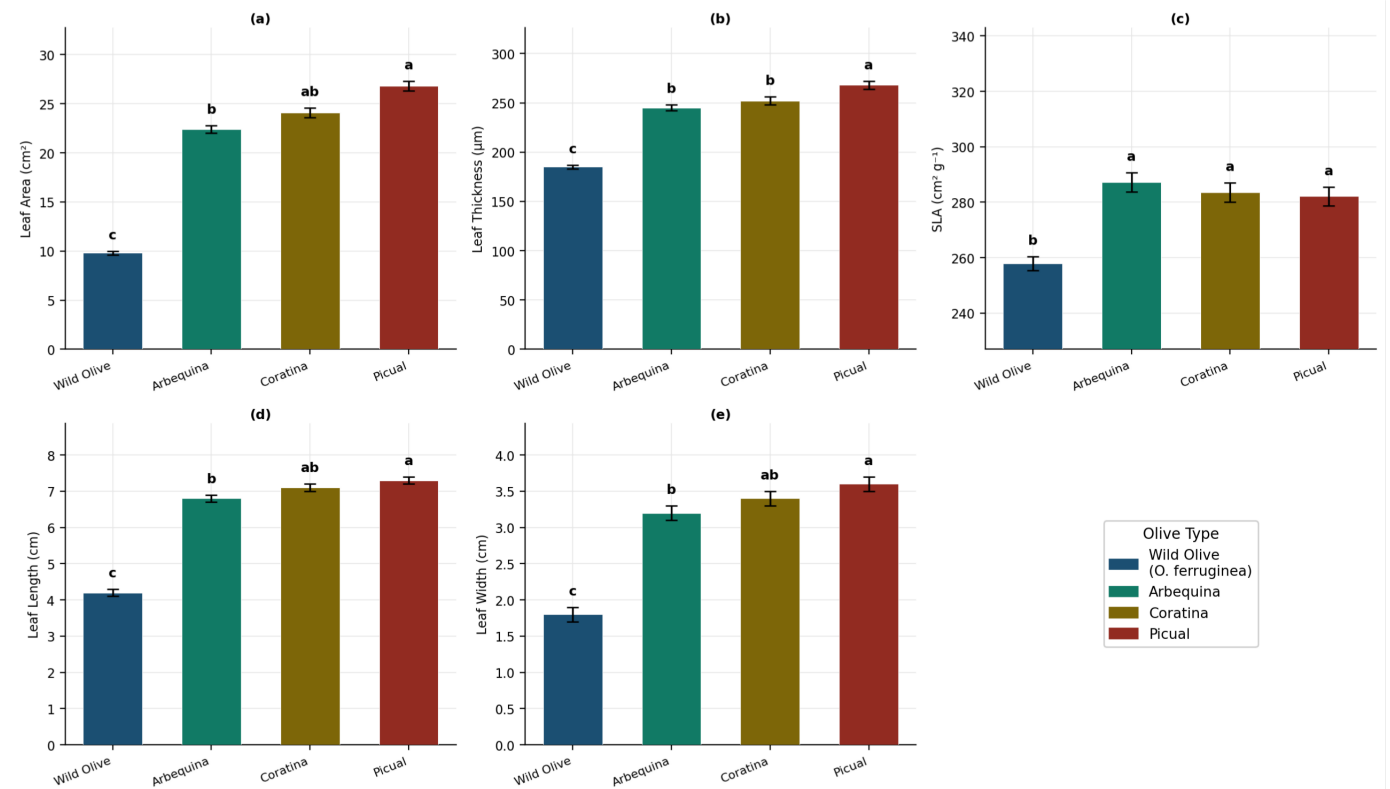 (a)
Leaf Area (cm²)
30
25
20
15
10
5
0
c
b
ab
a
Wild Olive
Arbequina
Coratina
Picual
(b)
Leaf Thickness (μm)
300
250
200
150
100
50
0
c
b
b
a
Wild Olive
Arbequina
Coratina
Picual
(c)
SLA (cm² g⁻¹)
340
320
300
280
260
240
b
a
a
a
Wild Olive
Arbequina
Coratina
Picual
(d)
Leaf Length (cm)
8
7
6
5
4
3
2
1
0
c
b
ab
a
Wild Olive
Arbequina
Coratina
Picual
(e)
Leaf Width (cm)
4.0
3.5
3.0
2.5
2.0
1.5
1.0
0.5
0.0
c
b
ab
a
Wild Olive
Arbequina
Coratina
Picual
Olive Type
Wild Olive
(O. ferruginea)
Arbequina
Coratina
Picual